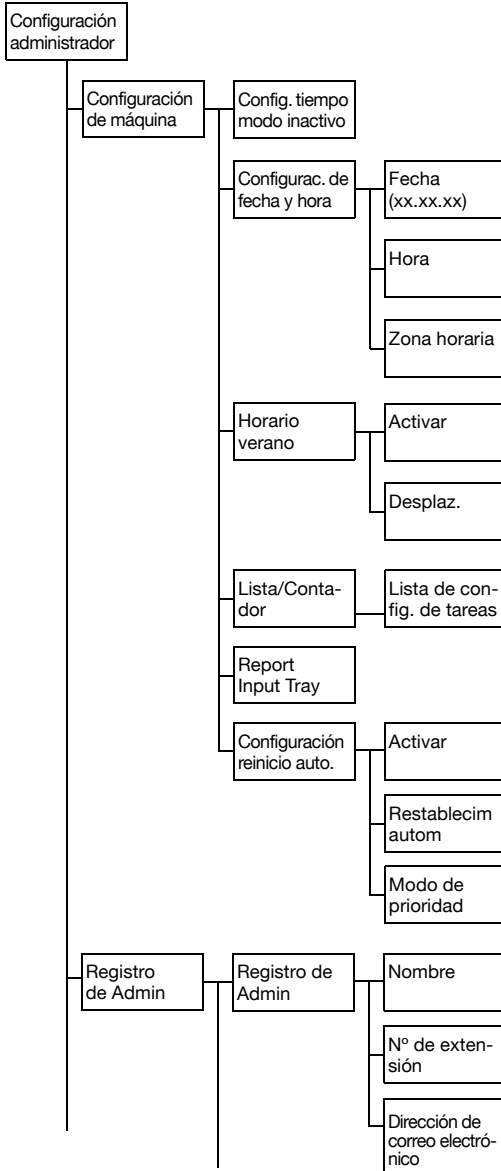 Configuración
administrador
Configuración
de máquina
Config. tiempo
modo inactivo
Configurac. de
fecha y hora
Fecha
(xx.xx.xx)
Hora
Zona horaria
Horario
verano
Activar
Desplaz.
Lista/Conta-
dor
Lista de con-
fig. de tareas
Report
Input Tray
Configuración
reinicio auto.
Activar
Restablecim
autom
Modo de
prioridad
Registro
de Admin
Registro de
Admin
Nombre
Nº de exten-
sión
Dirección de
correo electró-
nico